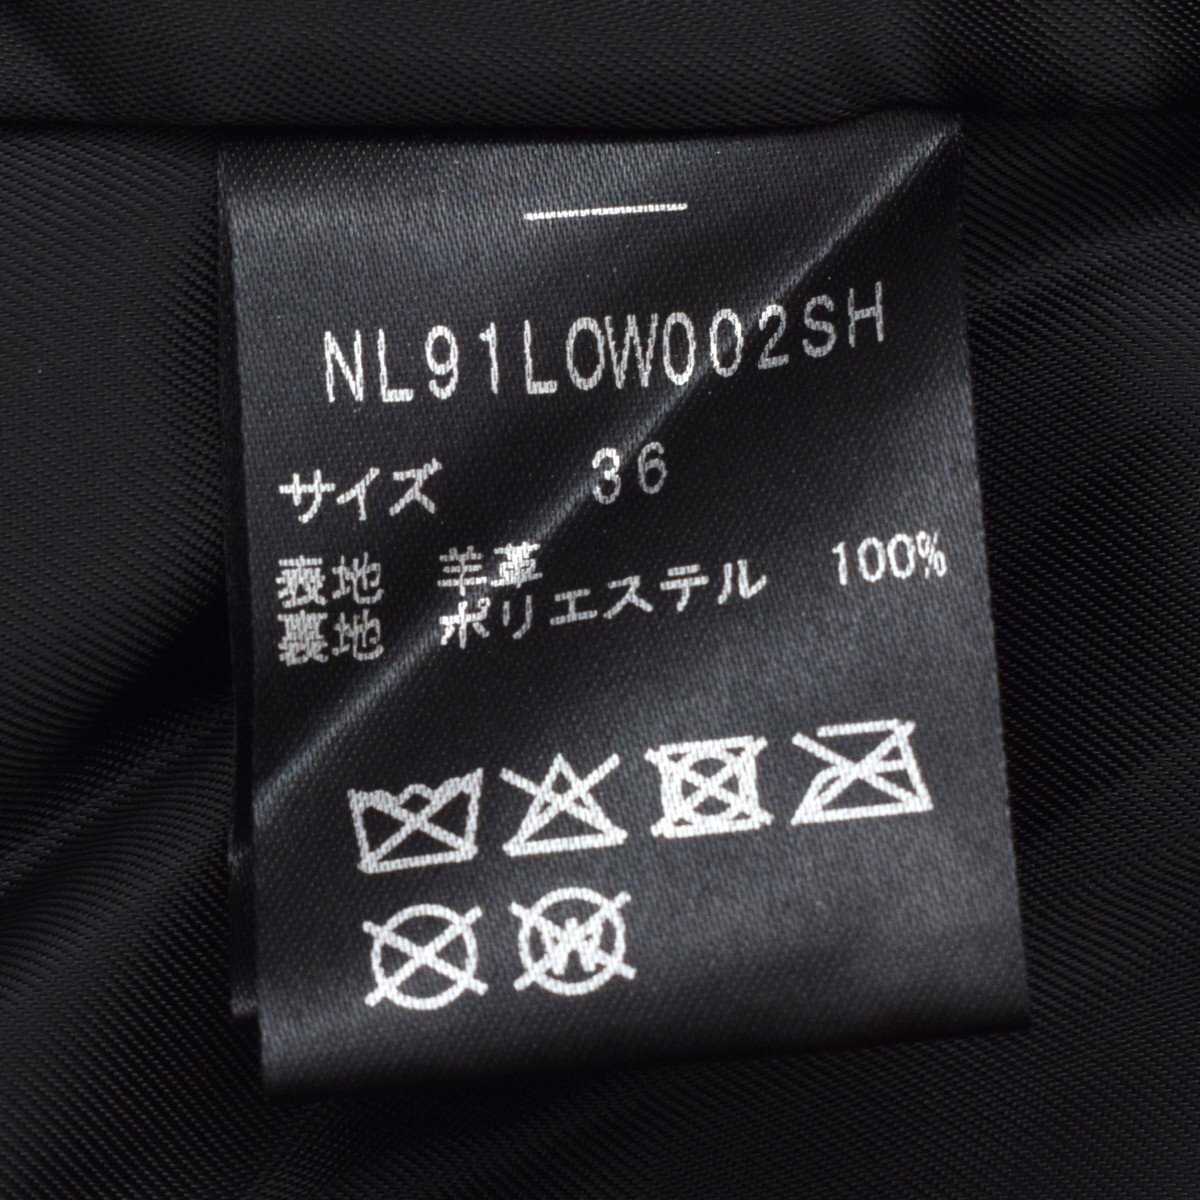 NL91LOW002SH
サイズ 36
表地 羊革
裏地 ポリエステル 100%
W